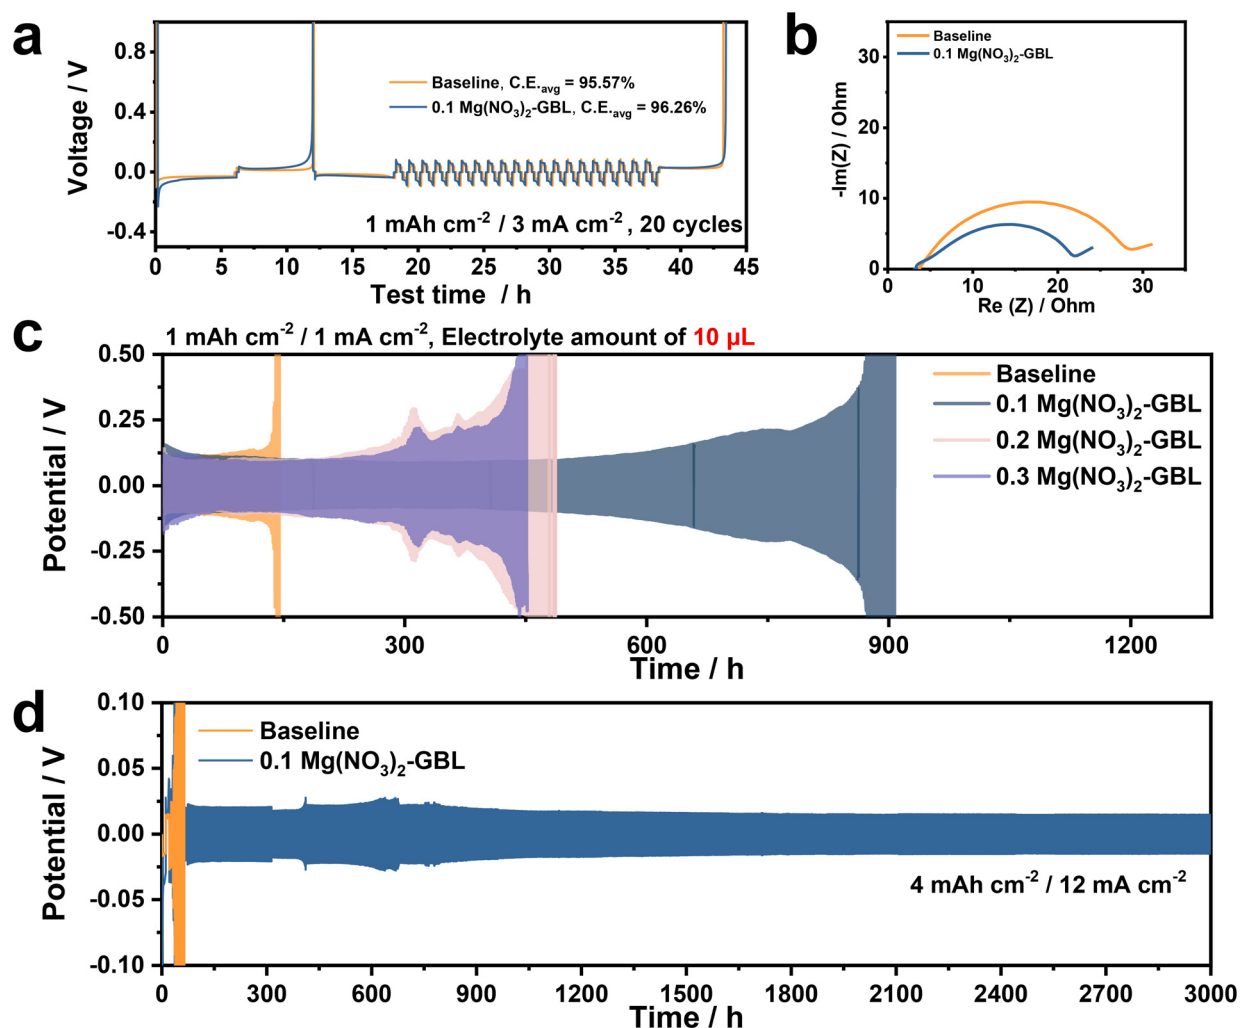 a
Voltage / V
0.8
0.4
0.0
-0.4
Baseline, C.E.avg = 95.57%
0.1 Mg(NO3)2-GBL, C.E.avg = 96.26%
1 mAh cm-2 / 3 mA cm-2 , 20 cycles
0 5 10 15 20 25 30 35 40 45
Test time / h
b
-Im(Z) / Ohm
30
20
10
0
Baseline
0.1 Mg(NO3)2-GBL
0 10 20 30
Re (Z) / Ohm
c
1 mAh cm-2 / 1 mA cm-2, Electrolyte amount of 10 μL
Potential / V
0.50
0.25
0.00
-0.25
-0.50
Baseline
0.1 Mg(NO3)2-GBL
0.2 Mg(NO3)2-GBL
0.3 Mg(NO3)2-GBL
0 300 600 900 1200
Time / h
d
Potential / V
0.10
0.05
0.00
-0.05
-0.10
Baseline
0.1 Mg(NO3)2-GBL
4 mAh cm-2 / 12 mA cm-2
0 300 600 900 1200 1500 1800 2100 2400 2700 3000
Time / h